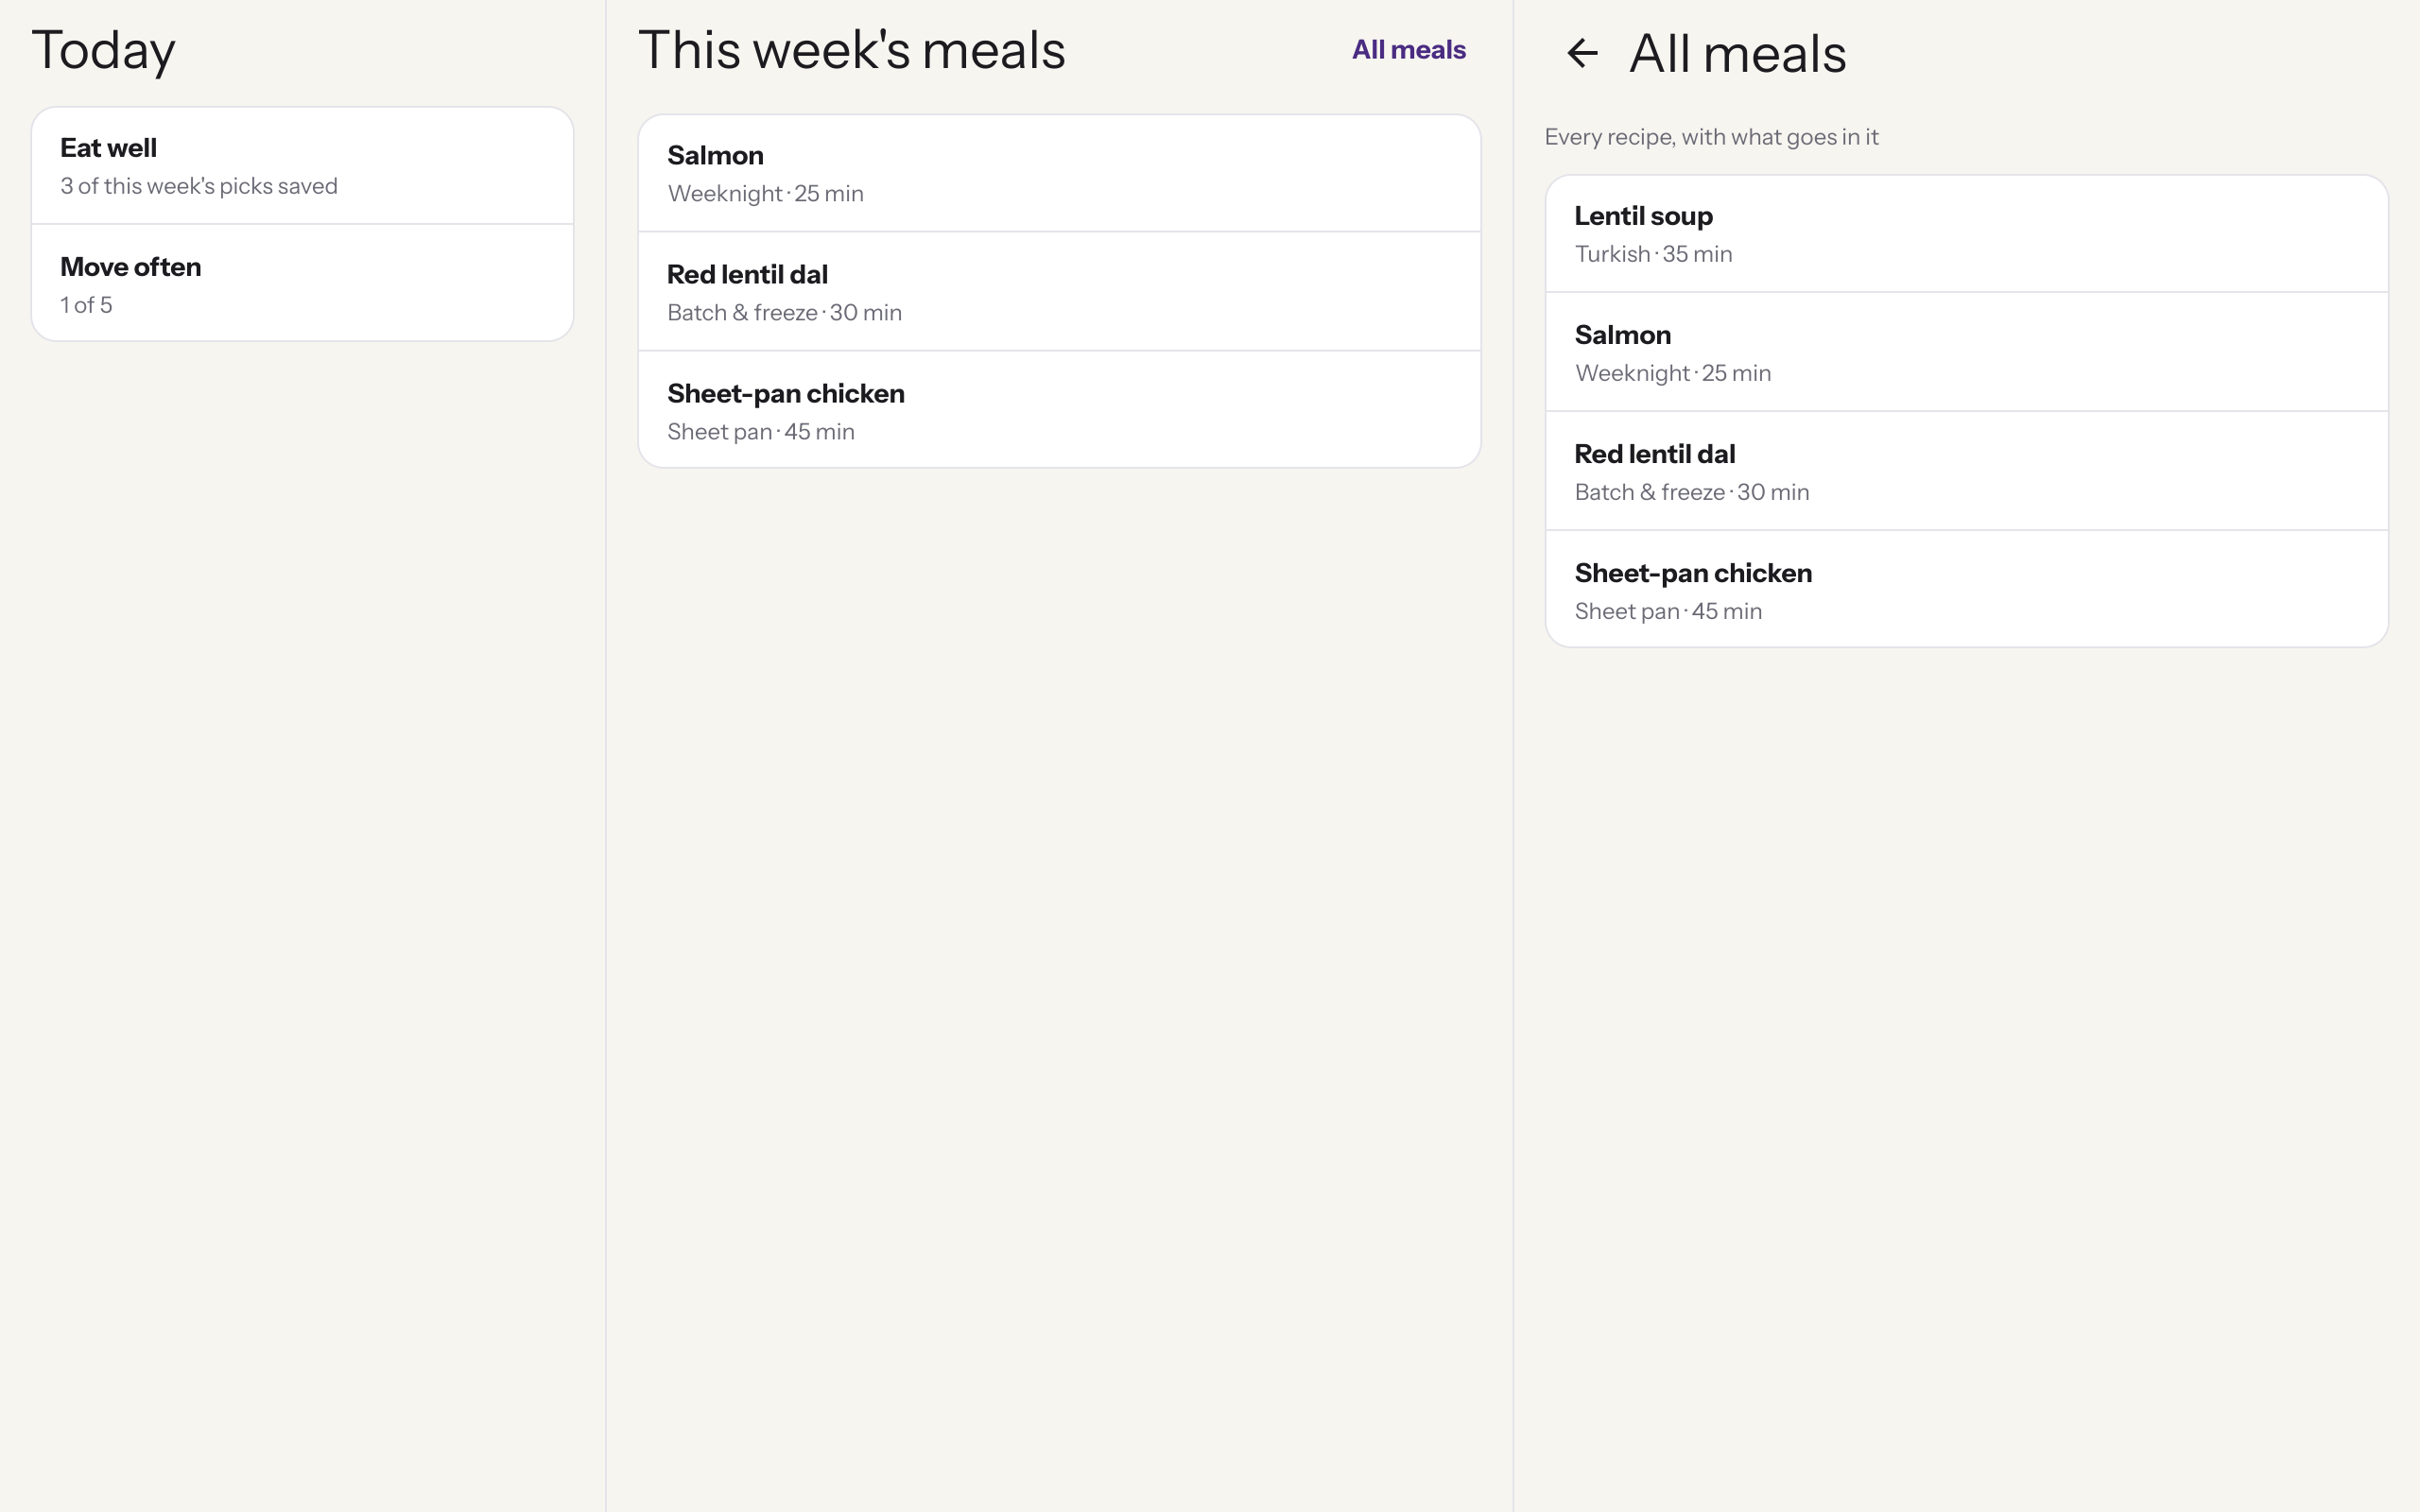 Today
Eat well
3 of this week's picks saved
Move often
1 of 5
This week's meals
All meals
Salmon
Weeknight · 25 min
Red lentil dal
Batch & freeze · 30 min
Sheet-pan chicken
Sheet pan · 45 min
All meals
Every recipe, with what goes in it
Lentil soup
Turkish · 35 min
Salmon
Weeknight · 25 min
Red lentil dal
Batch & freeze · 30 min
Sheet-pan chicken
Sheet pan · 45 min